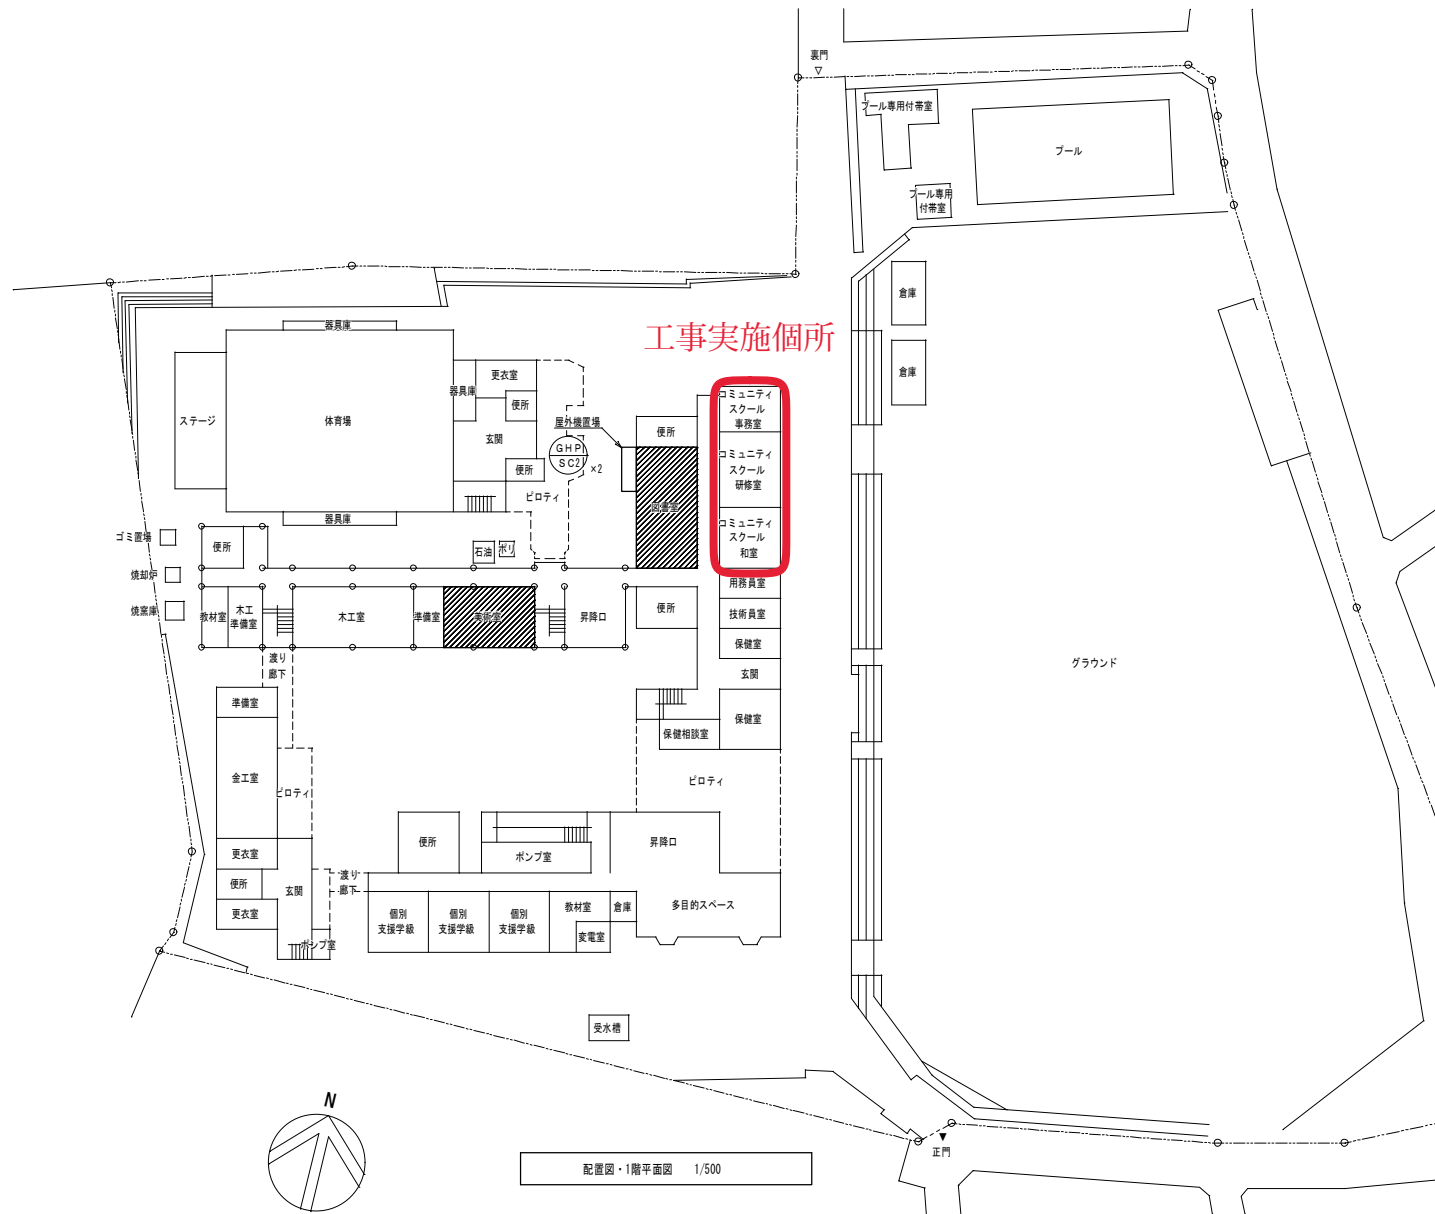 裏門
プール専用付帯室
プール
プール専用
付帯室
倉庫
倉庫
工事実施個所
器具庫
ステージ
体育場
器具庫
更衣室
便所
玄関
便所
屋外機置場
GHP
SC2
×2
ピロティ
便所
図書室
コミュニティ
スクール
事務室
コミュニティ
スクール
研修室
コミュニティ
スクール
和室
器具庫
ゴミ置場
焼却炉
焼窯庫
便所
石油
ポリ
教材室
木工
準備室
木工室
準備室
美術室
昇降口
便所
用務員室
技術員室
保健室
玄関
保健室
保健相談室
ピロティ
グラウンド
渡り
廊下
準備室
金工室
ピロティ
更衣室
便所
更衣室
玄関
ポンプ室
渡り
廊下
便所
ポンプ室
昇降口
個別
支援学級
個別
支援学級
個別
支援学級
教材室
変電室
倉庫
多目的スペース
受水槽
N
配置図・1階平面図 1/500
正門